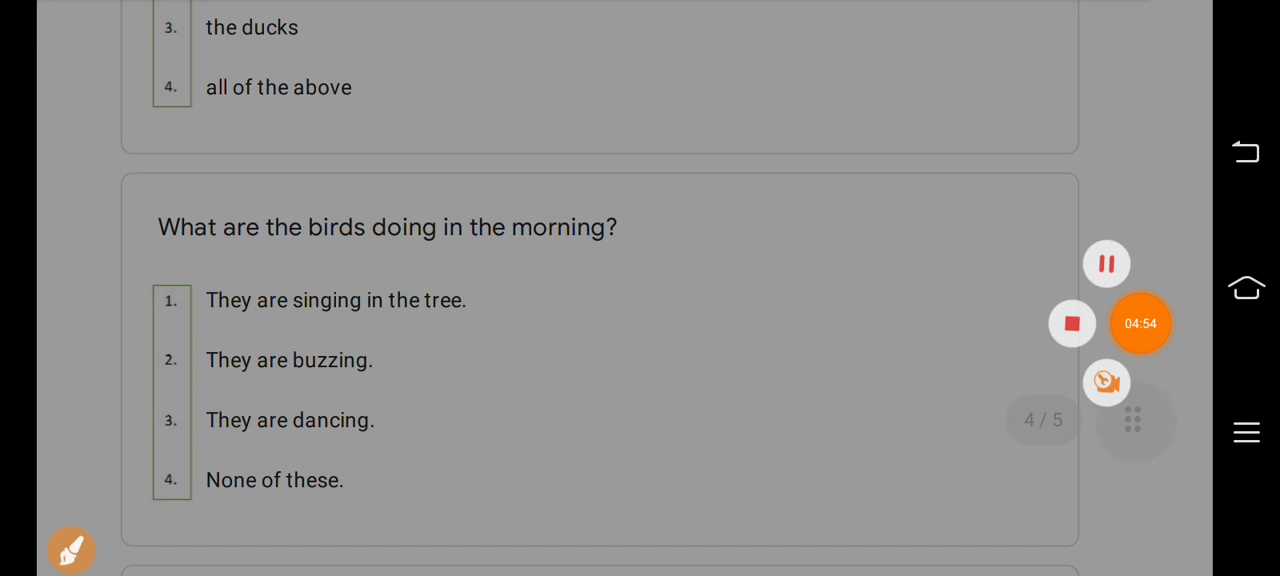 3. the ducks
4. all of the above
What are the birds doing in the morning?
1. They are singing in the tree.
2. They are buzzing.
3. They are dancing.
4. None of these.
04:54
4 / 5